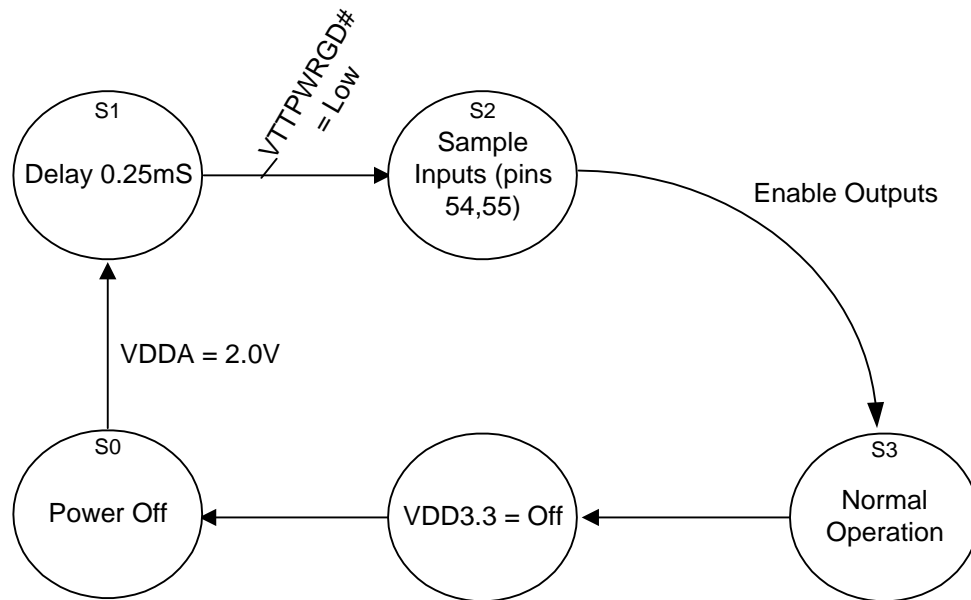 VTTPWRGD#
= Low
S1
Delay 0.25mS
S2
Sample
Inputs (pins
54,55)
Enable Outputs
VDDA = 2.0V
S0
Power Off
VDD3.3 = Off
S3
Normal
Operation